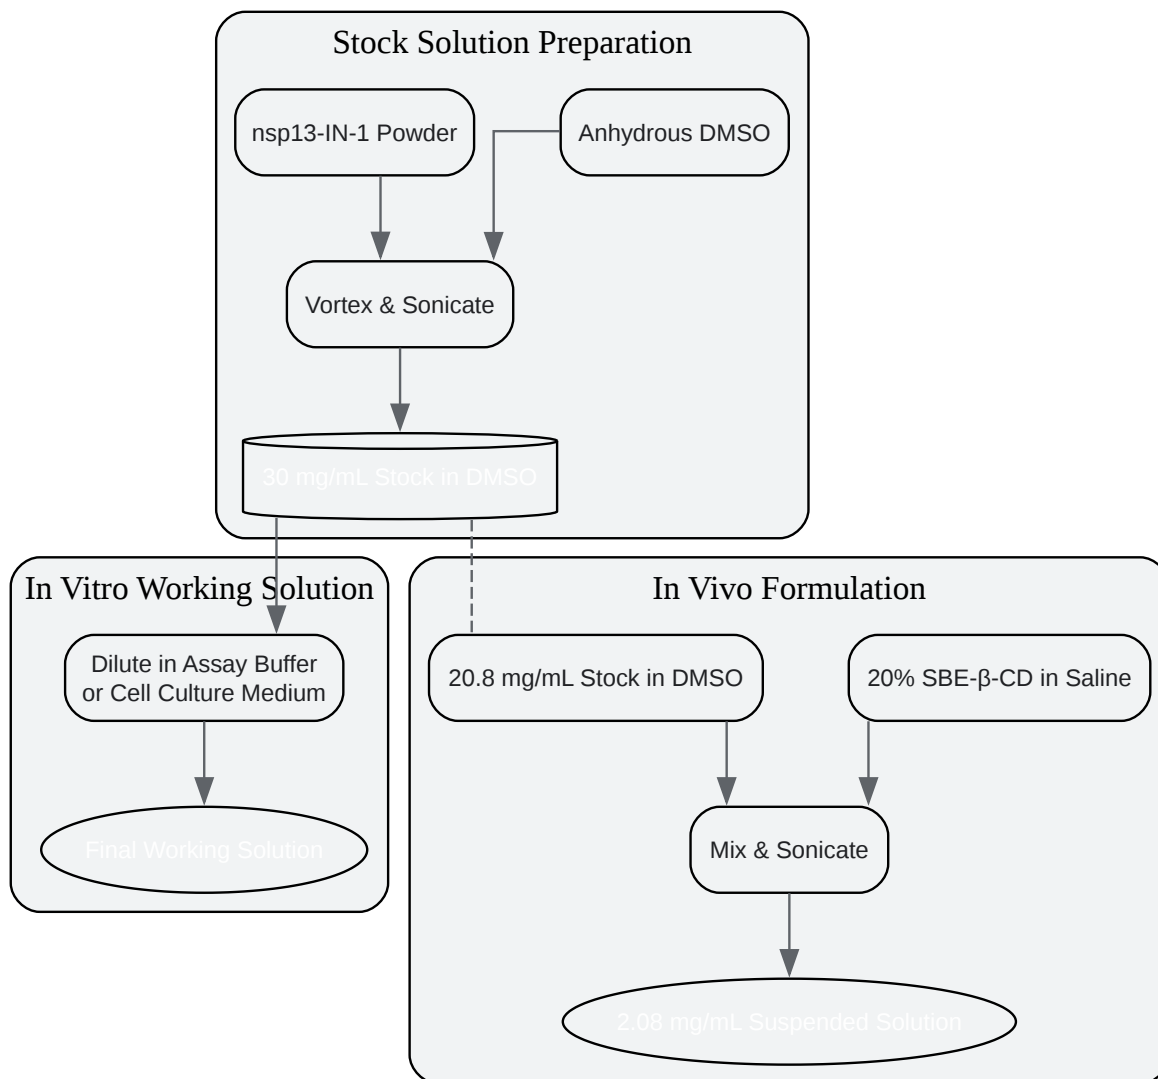 Stock Solution Preparation
nsp13-IN-1 Powder
Anhydrous DMSO
Vortex & Sonicate
30 mg/mL Stock in DMSO
In Vitro Working Solution
Dilute in Assay Buffer
or Cell Culture Medium
Final Working Solution
In Vivo Formulation
20.8 mg/mL Stock in DMSO
20% SBE-β-CD in Saline
Mix & Sonicate
2.08 mg/mL Suspended Solution